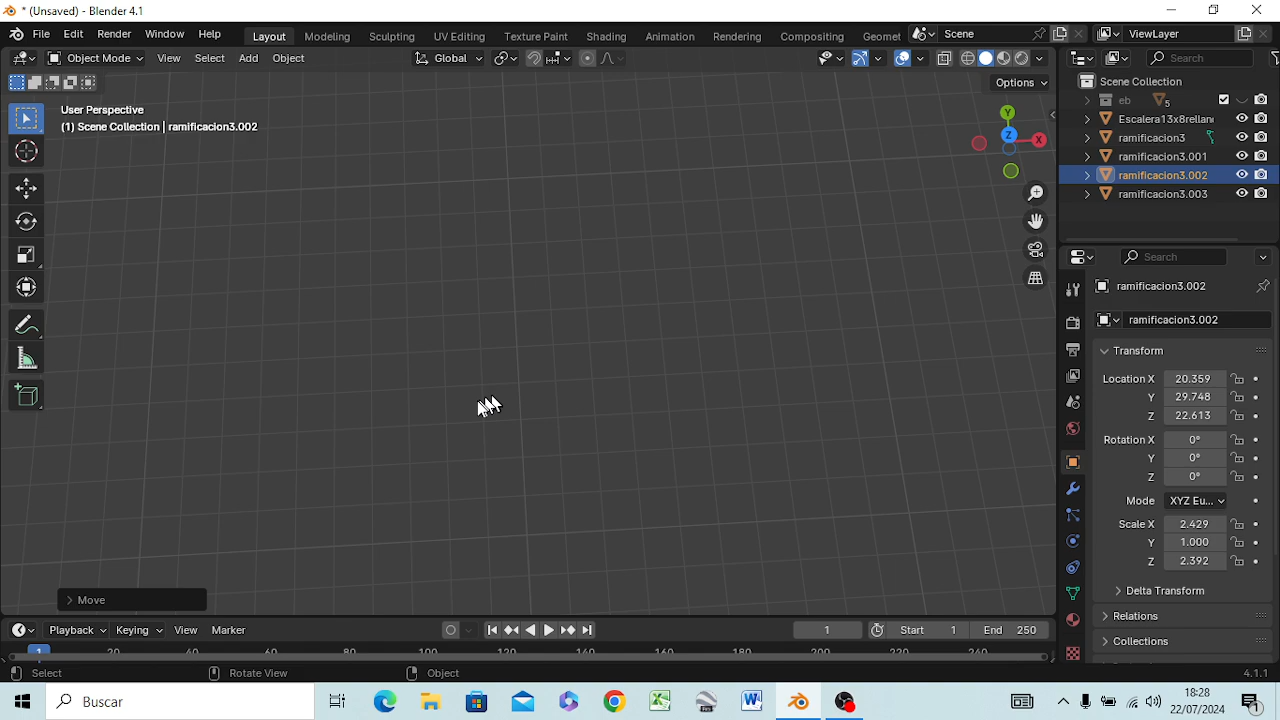 * (Unsaved) - Blender 4.1
File Edit Render Window Help
Layout Modeling Sculpting UV Editing Texture Paint Shading Animation Rendering Compositing Geomet
Scene ViewLayer
Object Mode View Select Add Object Global
Search
Options
User Perspective
(1) Scene Collection | ramificacion3.002
Y
Z
X
Scene Collection
eb 5
Escalera13x8rellan
ramificacion3
ramificacion3.001
ramificacion3.002
ramificacion3.003
Search
ramificacion3.002
ramificacion3.002
Transform
Location X 20.359
Y 29.748
Z 22.613
Rotation X 0°
Y 0°
Z 0°
Mode XYZ Eu...
Scale X 2.429
Y 1.000
Z 2.392
Delta Transform
Relations
Collections
Move
Playback Keying View Marker
1 Start 1 End 250
1 20 40 60 80 100 120 140 160 180 200 220 240
Select Rotate View Object
4.1.1
Buscar
18:28
22/07/2024
1